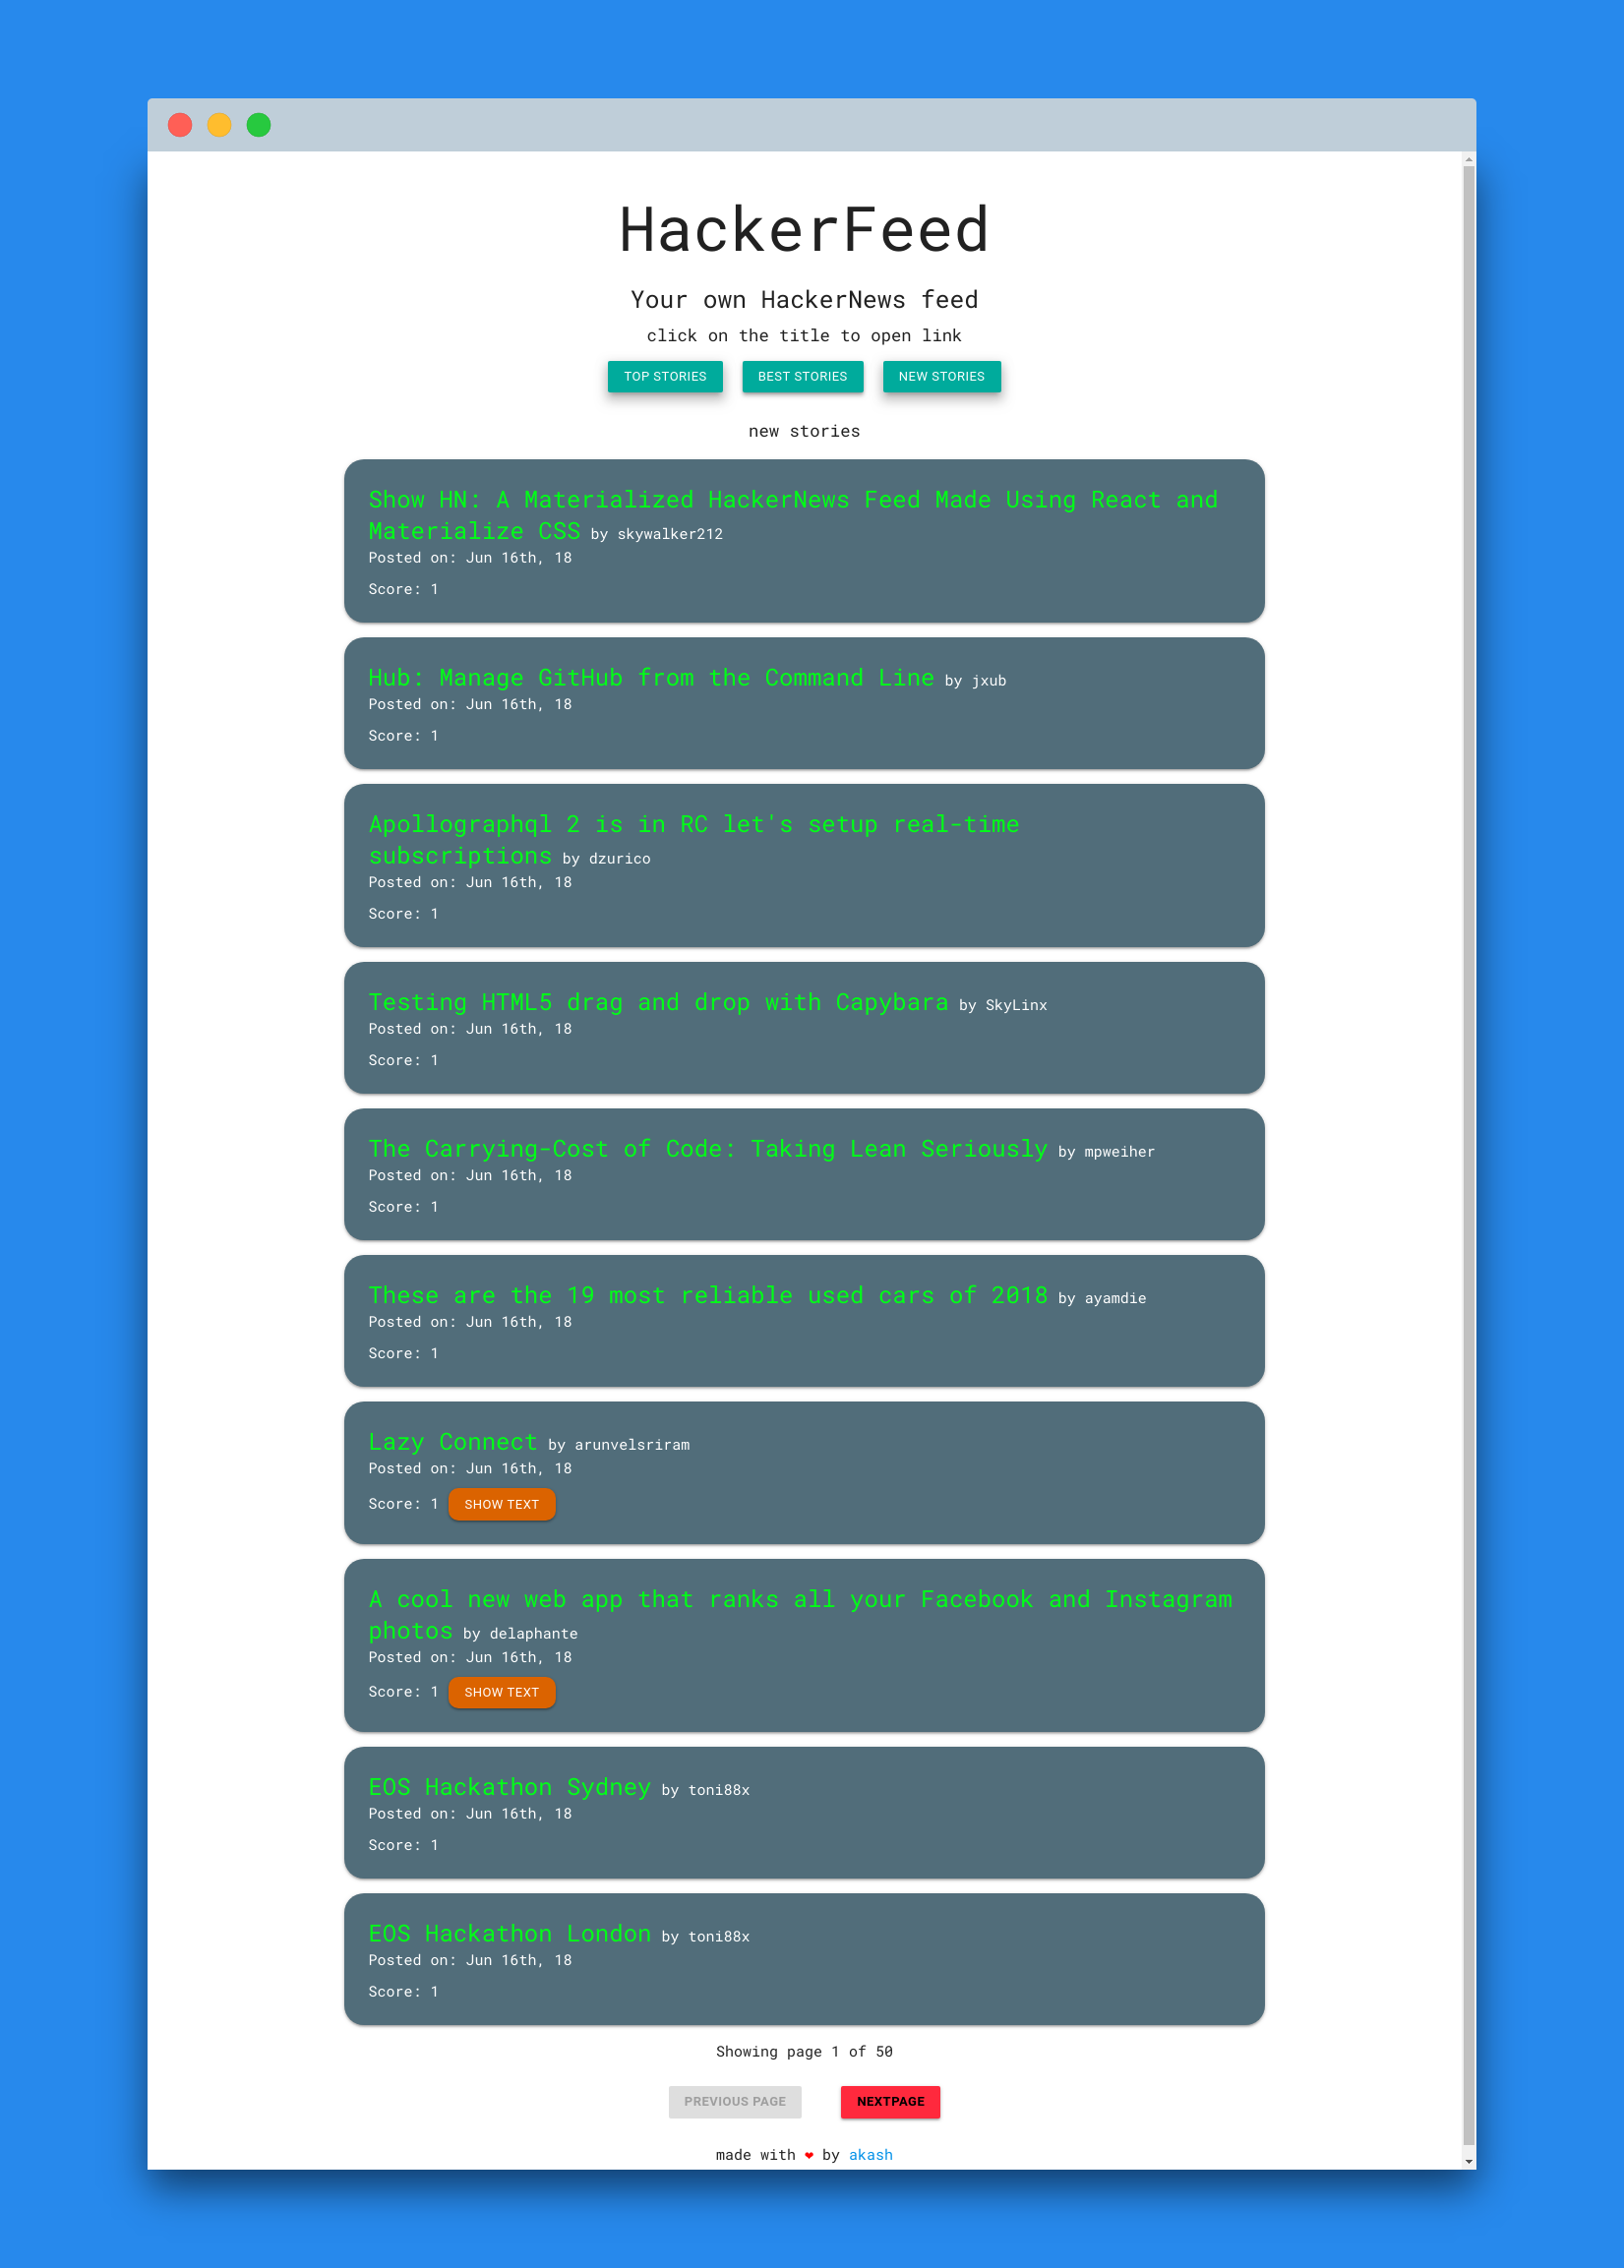 HackerFeed
Your own HackerNews feed
click on the title to open link
TOP STORIES BEST STORIES NEW STORIES
new stories
Show HN: A Materialized HackerNews Feed Made Using React and
Materialize CSS by skywalker212
Posted on: Jun 16th, 18
Score: 1
Hub: Manage GitHub from the Command Line by jxub
Posted on: Jun 16th, 18
Score: 1
Apollographql 2 is in RC let's setup real-time
subscriptions by dzurico
Posted on: Jun 16th, 18
Score: 1
Testing HTML5 drag and drop with Capybara by SkyLinx
Posted on: Jun 16th, 18
Score: 1
The Carrying-Cost of Code: Taking Lean Seriously by mpweiher
Posted on: Jun 16th, 18
Score: 1
These are the 19 most reliable used cars of 2018 by ayamdie
Posted on: Jun 16th, 18
Score: 1
Lazy Connect by arunvelsriram
Posted on: Jun 16th, 18
Score: 1 SHOW TEXT
A cool new web app that ranks all your Facebook and Instagram
photos by delaphante
Posted on: Jun 16th, 18
Score: 1 SHOW TEXT
EOS Hackathon Sydney by toni88x
Posted on: Jun 16th, 18
Score: 1
EOS Hackathon London by toni88x
Posted on: Jun 16th, 18
Score: 1
Showing page 1 of 50
PREVIOUS PAGE NEXTPAGE
made with ❤ by akash